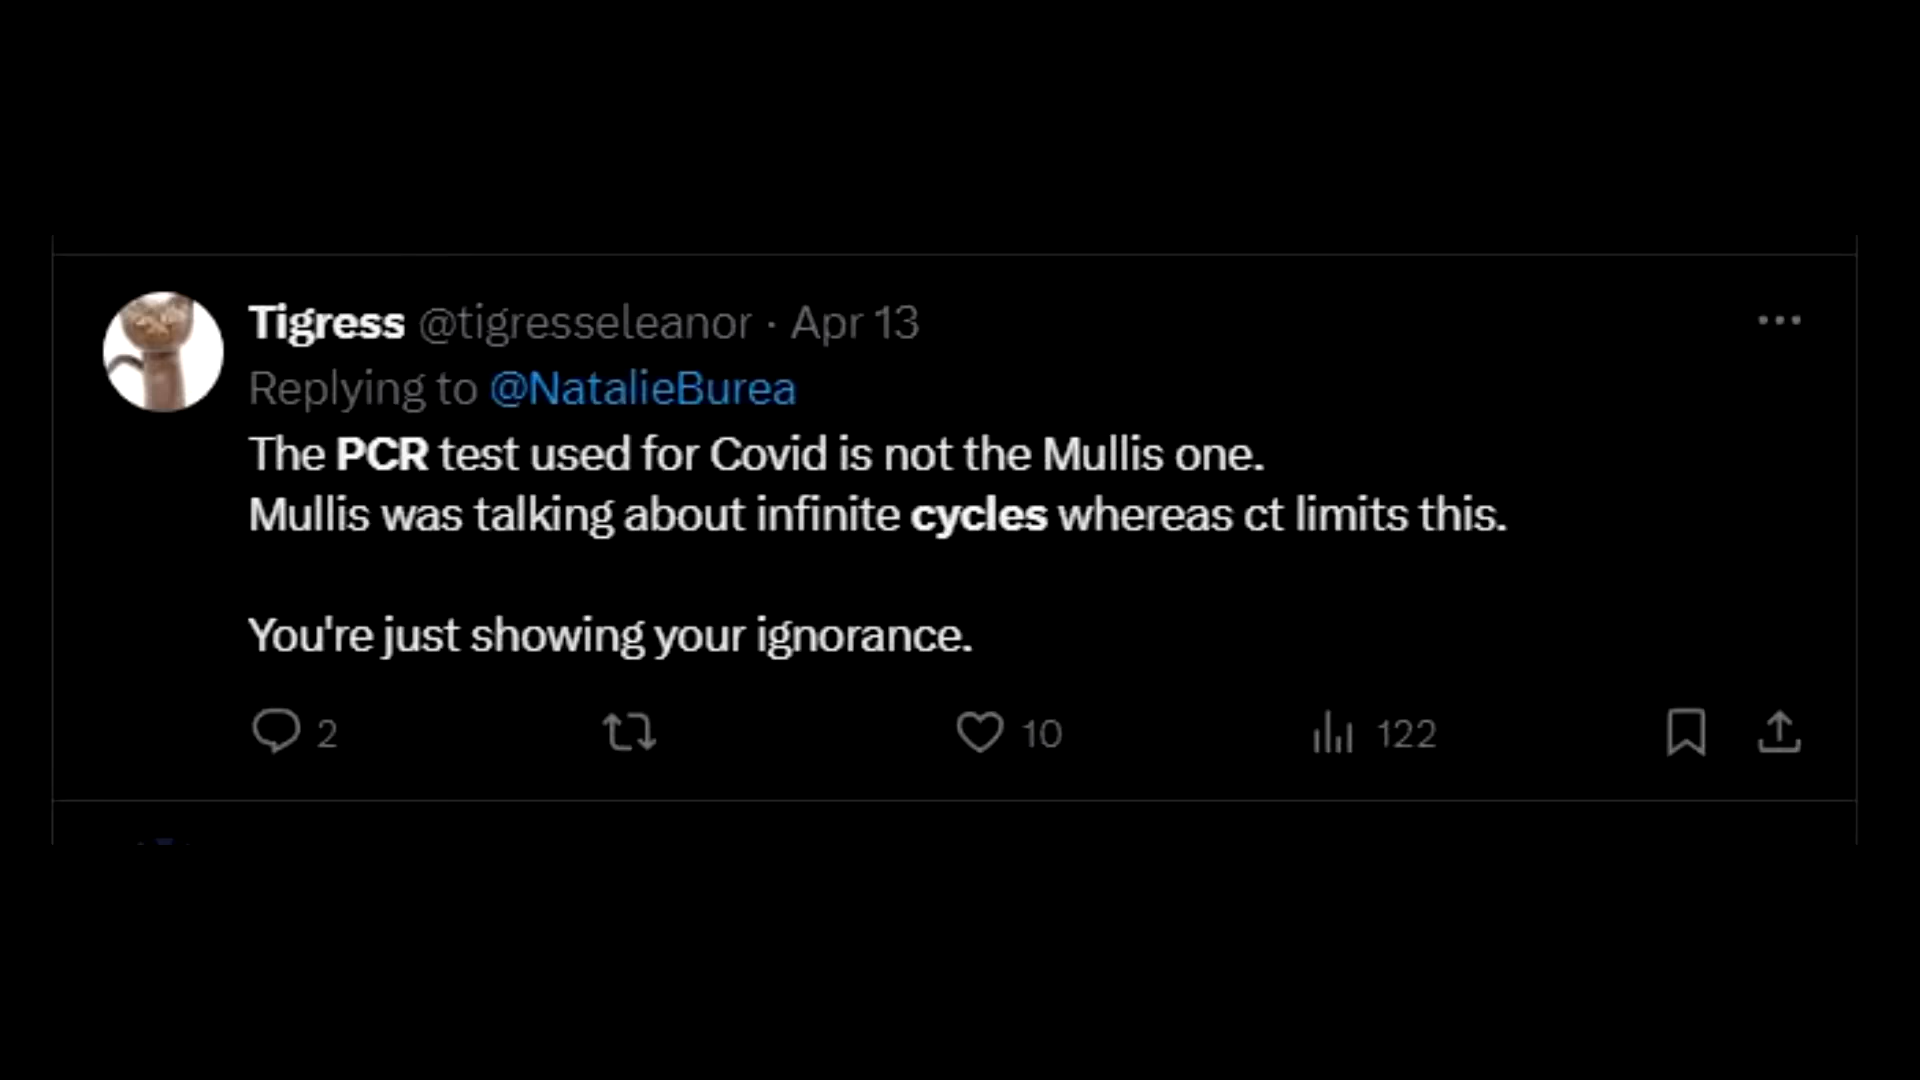 Tigress @tigresseleanor · Apr 13
Replying to @NatalieBurea
The PCR test used for Covid is not the Mullis one.
Mullis was talking about infinite cycles whereas ct limits this.
You're just showing your ignorance.
2 10 122